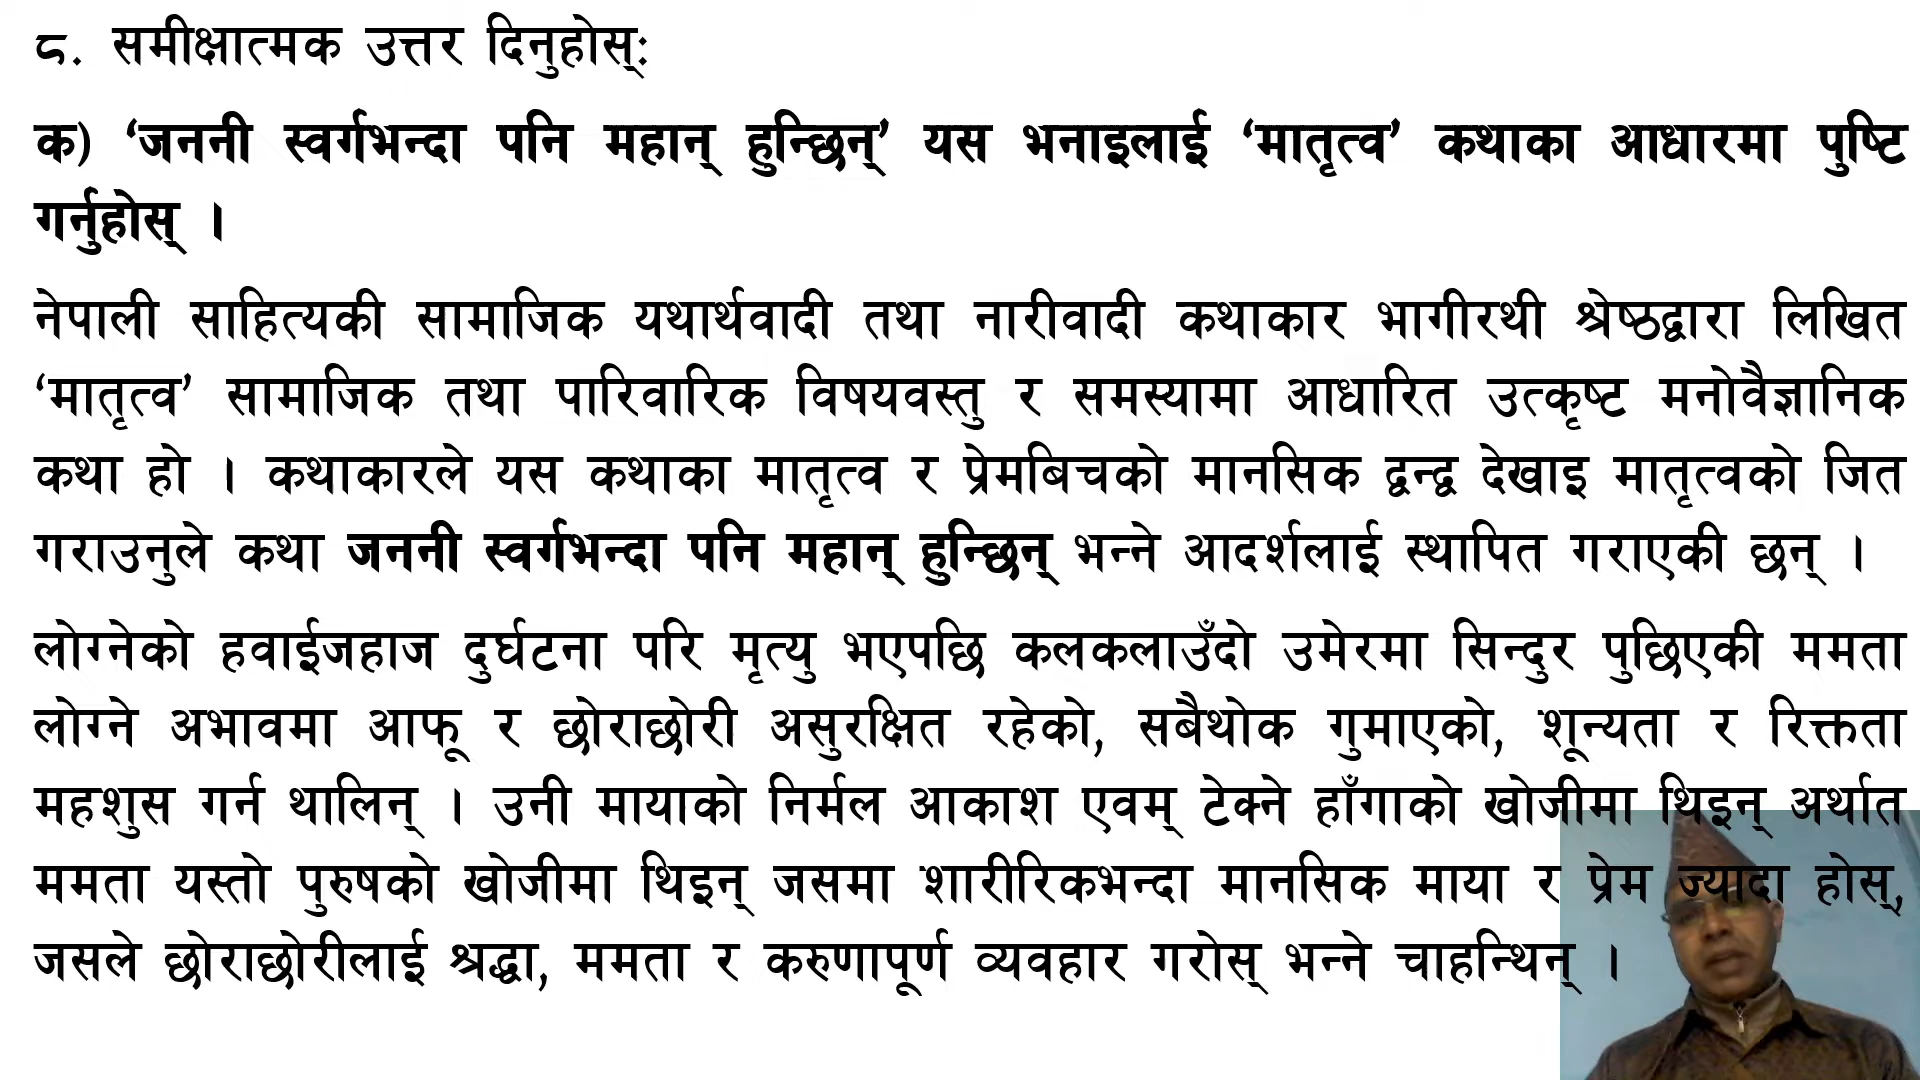 ८. समीक्षात्मक उत्तर दिनुहोस्:
क) ‘जननी स्वर्गभन्दा पनि महान् हुन्छिन्’ यस भनाइलाई ‘मातृत्व’ कथाका आधारमा पुष्टि
गर्नुहोस् ।
नेपाली साहित्यकी सामाजिक यथार्थवादी तथा नारीवादी कथाकार भागीरथी श्रेष्ठद्वारा लिखित
‘मातृत्व’ सामाजिक तथा पारिवारिक विषयवस्तु र समस्यामा आधारित उत्कृष्ट मनोवैज्ञानिक
कथा हो । कथाकारले यस कथाका मातृत्व र प्रेमबिचको मानसिक द्वन्द्व देखाइ मातृत्वको जित
गराउनुले कथा जननी स्वर्गभन्दा पनि महान् हुन्छिन् भन्ने आदर्शलाई स्थापित गराएकी छन् ।
लोग्नेको हवाईजहाज दुर्घटना परि मृत्यु भएपछि कलकलाउँदो उमेरमा सिन्दुर पुछिएकी ममता
लोग्ने अभावमा आफू र छोराछोरी असुरक्षित रहेको, सबैथोक गुमाएको, शून्यता र रिक्तता
महशुस गर्न थालिन् । उनी मायाको निर्मल आकाश एवम् टेक्ने हाँगाको खोजीमा थिइन् अर्थात
ममता यस्तो पुरुषको खोजीमा थिइन् जसमा शारीरिकभन्दा मानसिक माया र प्रेम ज्यादा होस्,
जसले छोराछोरीलाई श्रद्धा, ममता र करुणापूर्ण व्यवहार गरोस् भन्ने चाहन्थिन् ।